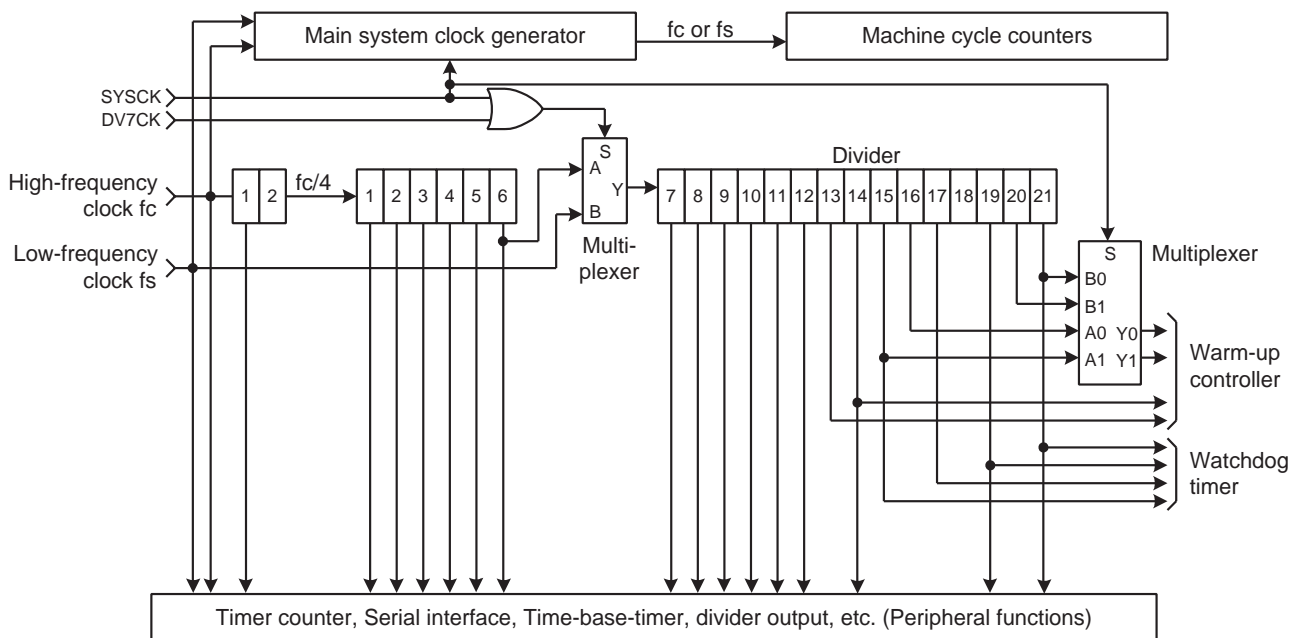 Main system clock generator
fc or fs
Machine cycle counters
SYSCK
DV7CK
High-frequency
clock fc
Low-frequency
clock fs
1 2
fc/4
1 2 3 4 5 6
S
A
B
Y
Multi-
plexer
Divider
7 8 9 10 11 12 13 14 15 16 17 18 19 20 21
Multiplexer
S
B0
B1
A0 Y0
A1 Y1
Warm-up
controller
Watchdog
timer
Timer counter, Serial interface, Time-base-timer, divider output, etc. (Peripheral functions)